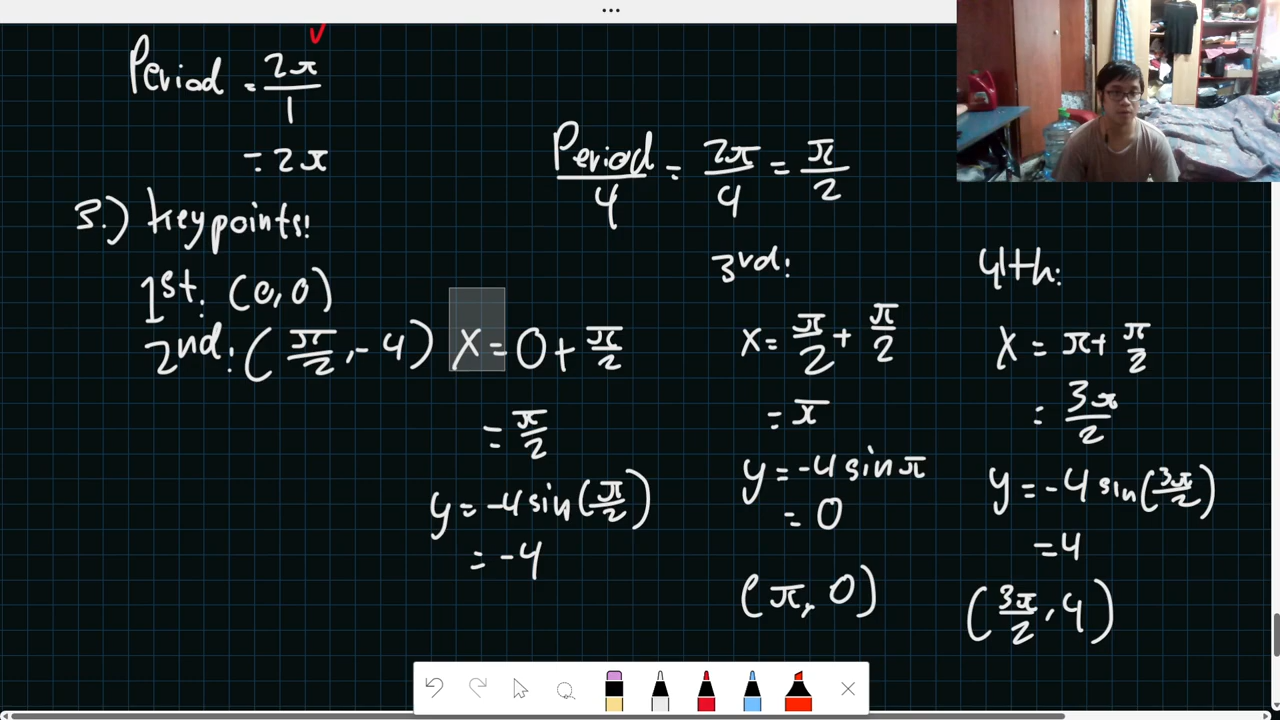 Period = 2π/1
= 2π
Period/4 = 2π/4 = π/2
3.) key points:
1st: (0, 0)
2nd: (π/2, -4)
x = 0 + π/2
= π/2
y = -4 sin(π/2)
= -4
3rd:
x = π/2 + π/2
= π
y = -4 sin π
= 0
(π, 0)
4th:
x = π + π/2
= 3π/2
y = -4 sin(3π/2)
= 4
(3π/2, 4)